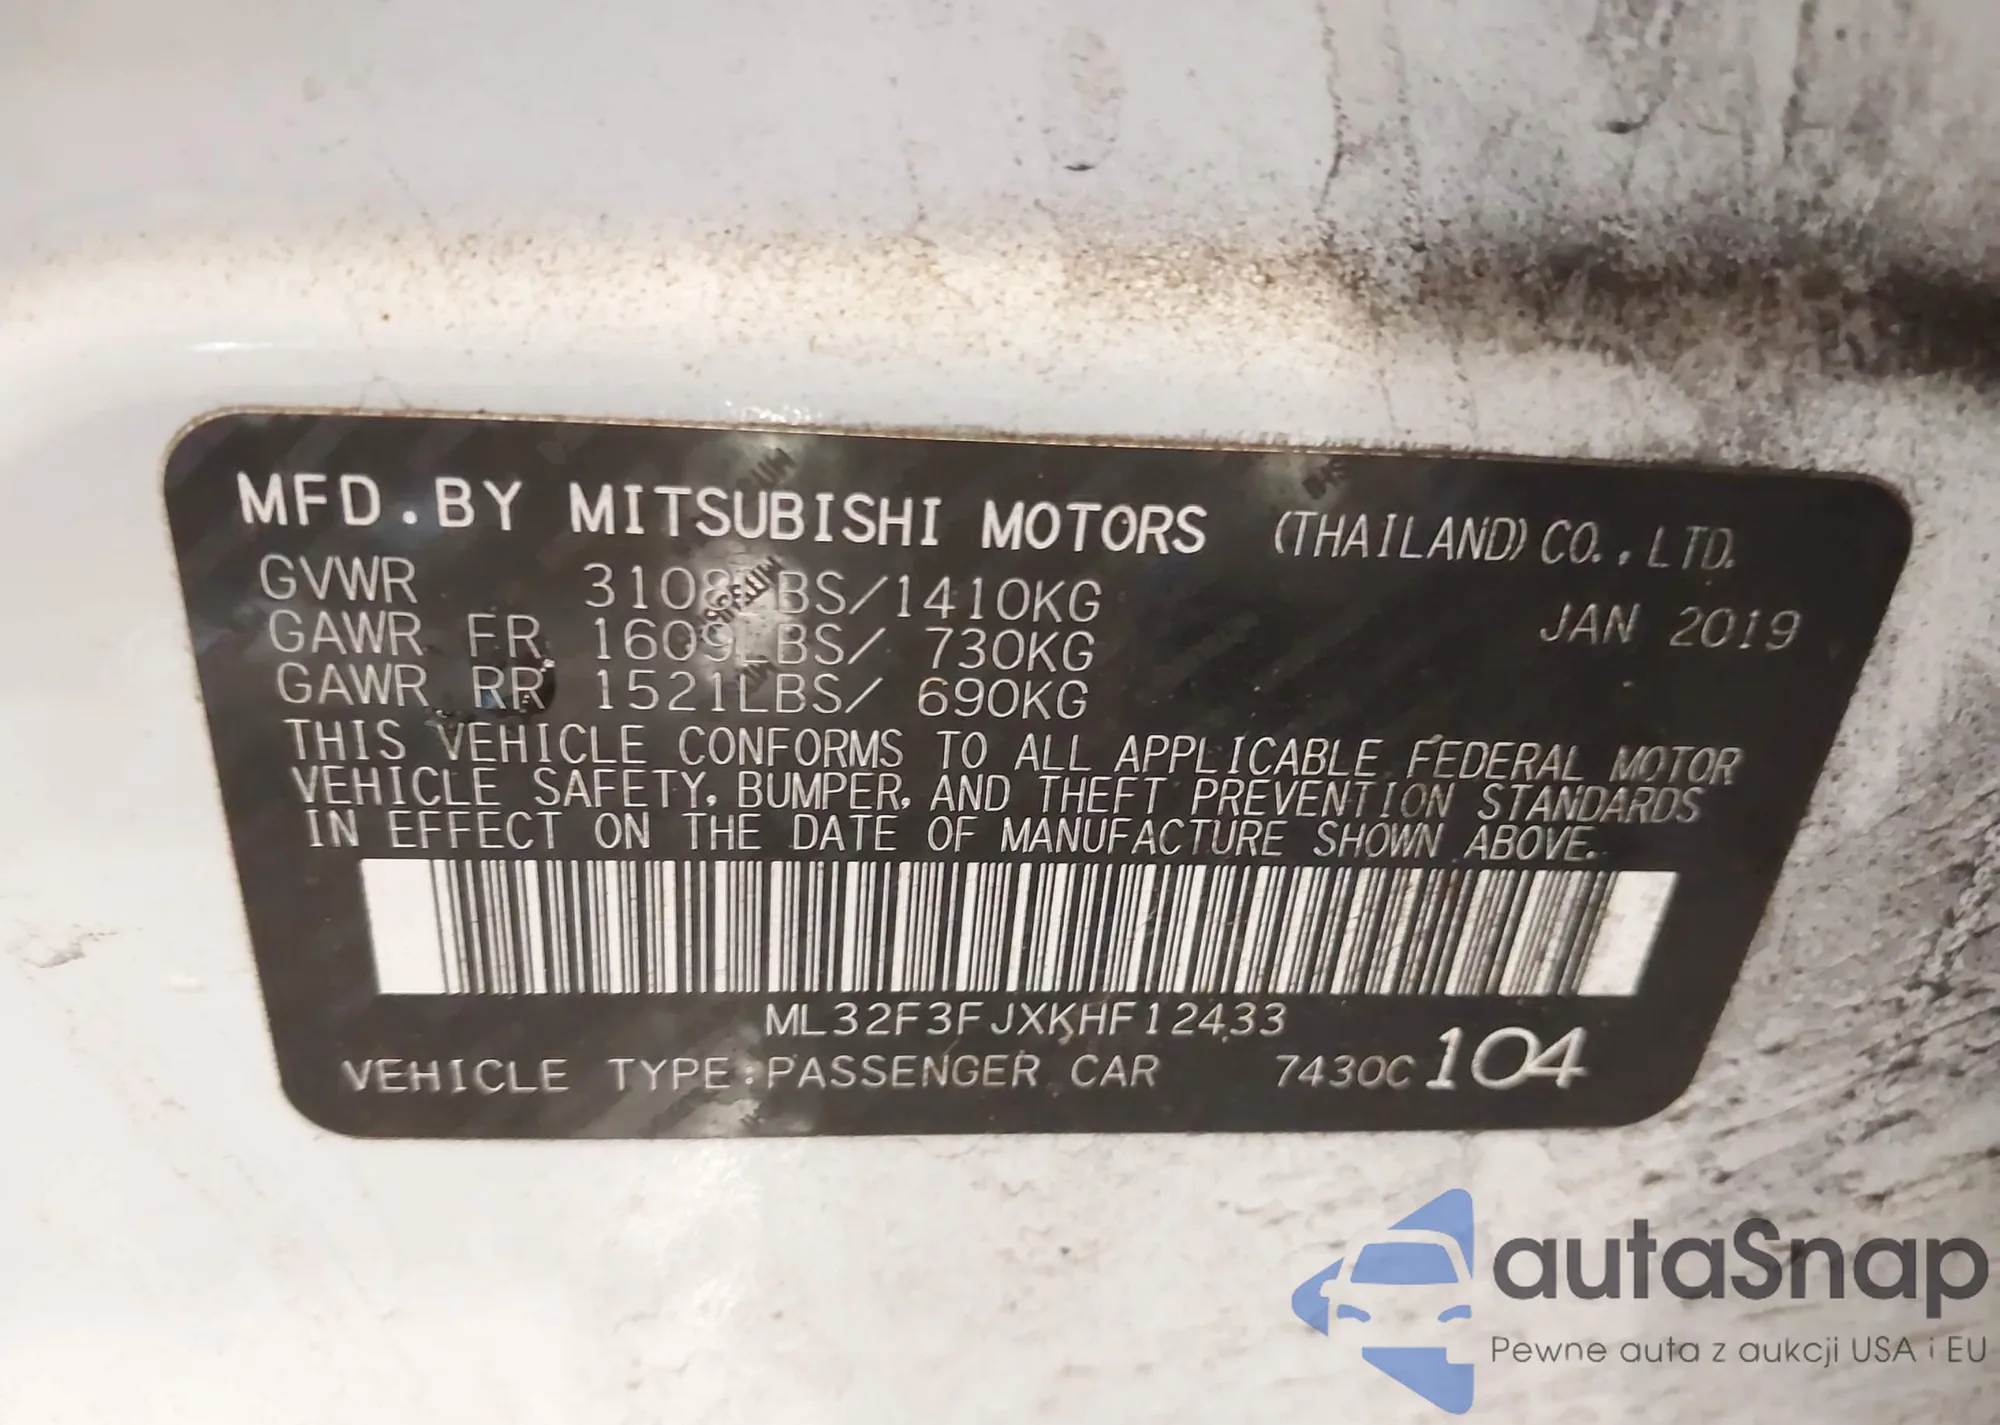 MFD.BY MITSUBISHI MOTORS (THAILAND) CO.,LTD.
GVWR 3108LBS/1410KG JAN 2019
GAWR FR 1609LBS/ 730KG
GAWR RR 1521LBS/ 690KG
THIS VEHICLE CONFORMS TO ALL APPLICABLE FEDERAL MOTOR
VEHICLE SAFETY, BUMPER, AND THEFT PREVENTION STANDARDS
IN EFFECT ON THE DATE OF MANUFACTURE SHOWN ABOVE.
ML32F3FJXKHF12433
VEHICLE TYPE:PASSENGER CAR 7430C 104
autaSnap
Pewne auta z aukcji USA i EU